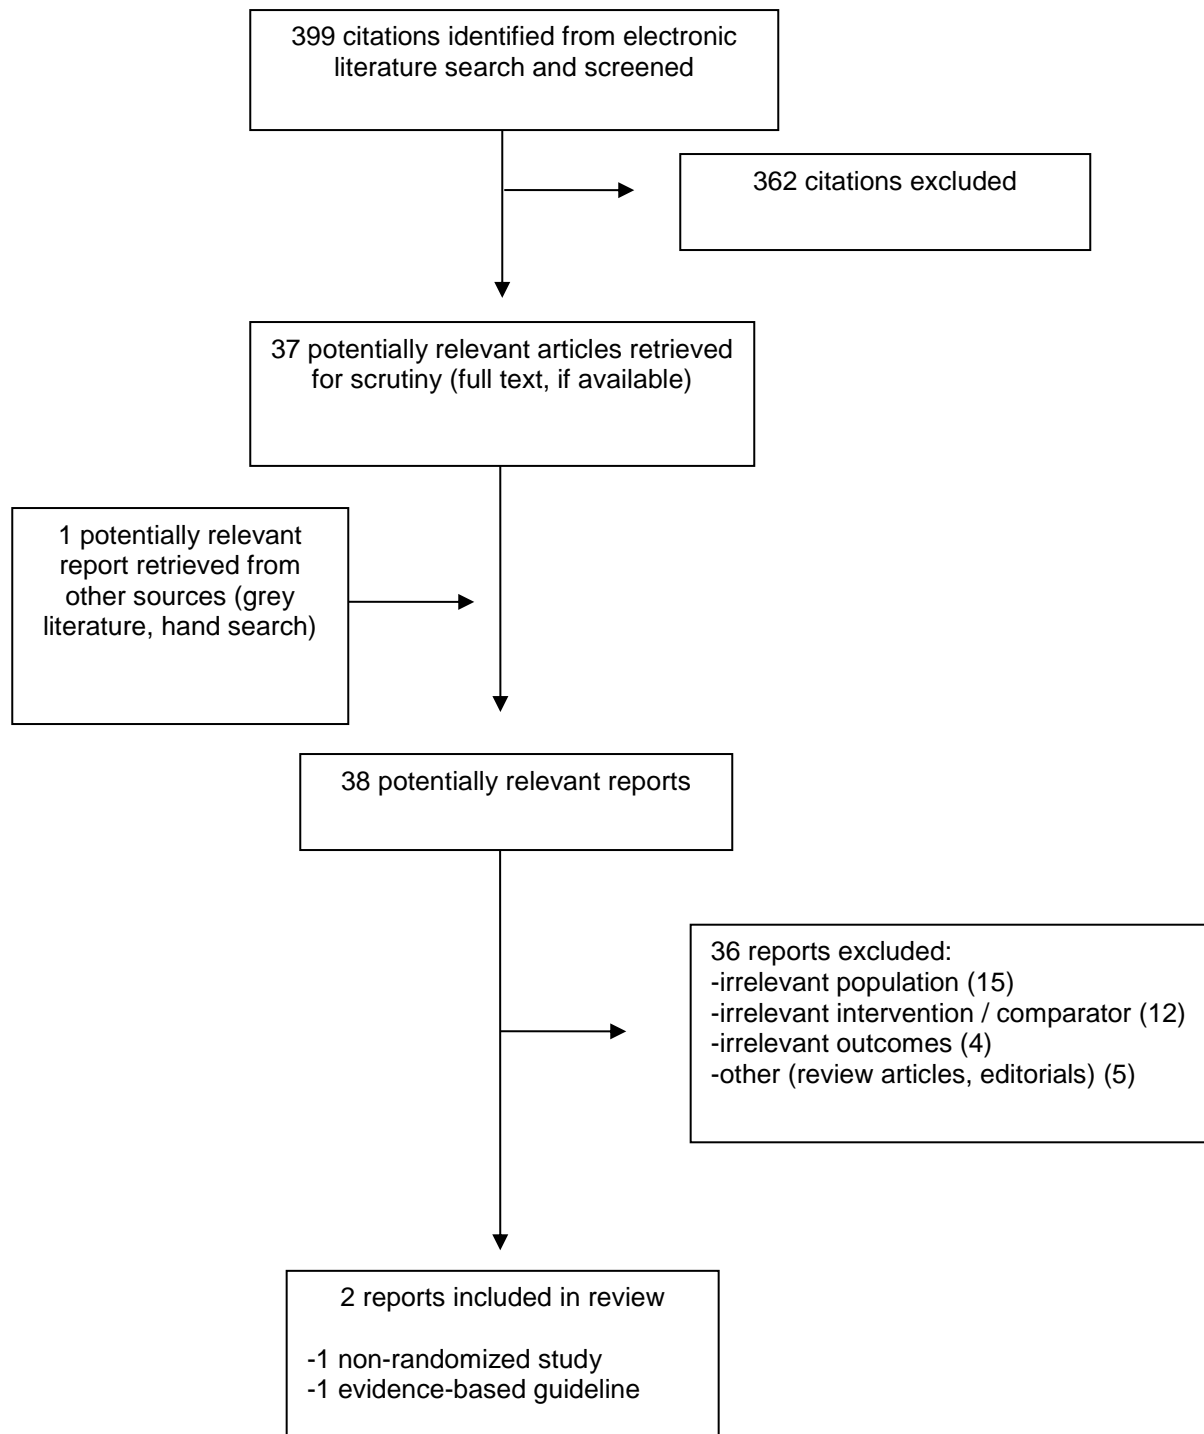 399 citations identified from electronic
literature search and screened
362 citations excluded
37 potentially relevant articles retrieved
for scrutiny (full text, if available)
1 potentially relevant
report retrieved from
other sources (grey
literature, hand search)
38 potentially relevant reports
36 reports excluded:
-irrelevant population (15)
-irrelevant intervention / comparator (12)
-irrelevant outcomes (4)
-other (review articles, editorials) (5)
2 reports included in review
-1 non-randomized study
-1 evidence-based guideline